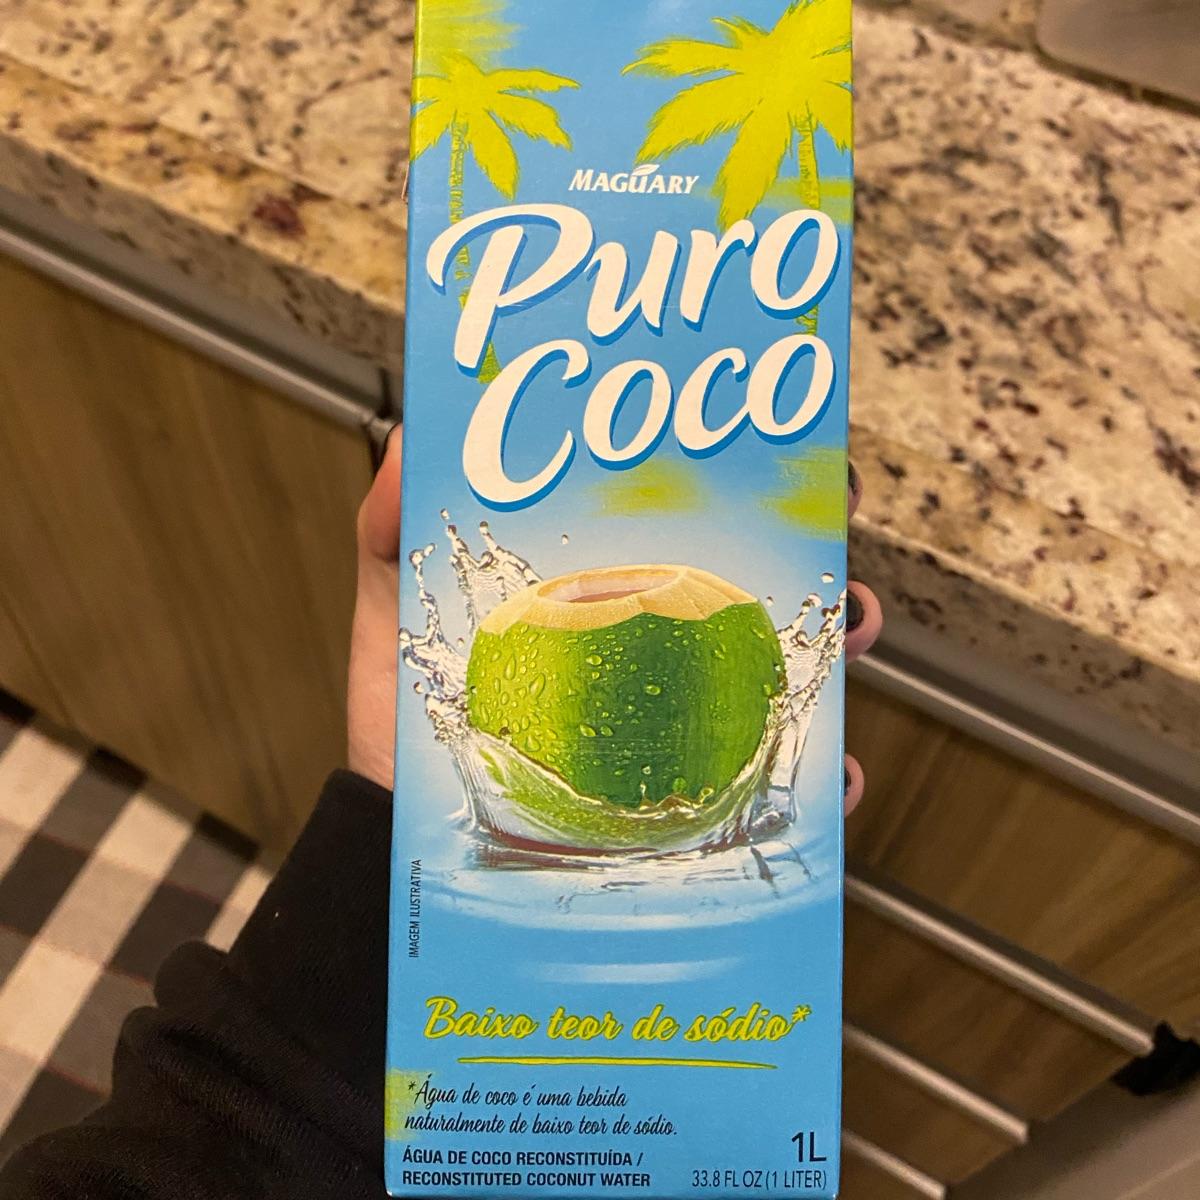 MAGUARY
Puro
Coco
IMAGEM ILUSTRATIVA
Baixo teor de sódio*
*Água de coco é uma bebida
naturalmente de baixo teor de sódio.
ÁGUA DE COCO RECONSTITUÍDA /
RECONSTITUTED COCONUT WATER
1L
33.8 FL OZ (1 LITER)